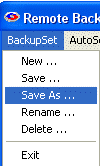 Remote Back
BackupSet AutoS
New ...
Save ...
Save As ...
Rename ...
Delete ...
Exit